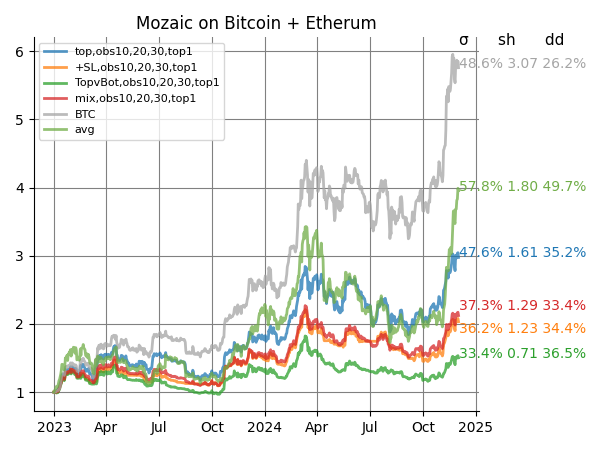 Mozaic on Bitcoin + Etherum
σ sh dd
top,obs10,20,30,top1
+SL,obs10,20,30,top1
TopvBot,obs10,20,30,top1
mix,obs10,20,30,top1
BTC
avg
48.6% 3.07 26.2%
57.8% 1.80 49.7%
47.6% 1.61 35.2%
37.3% 1.29 33.4%
36.2% 1.23 34.4%
33.4% 0.71 36.5%
6
5
4
3
2
1
2023 Apr Jul Oct 2024 Apr Jul Oct 2025